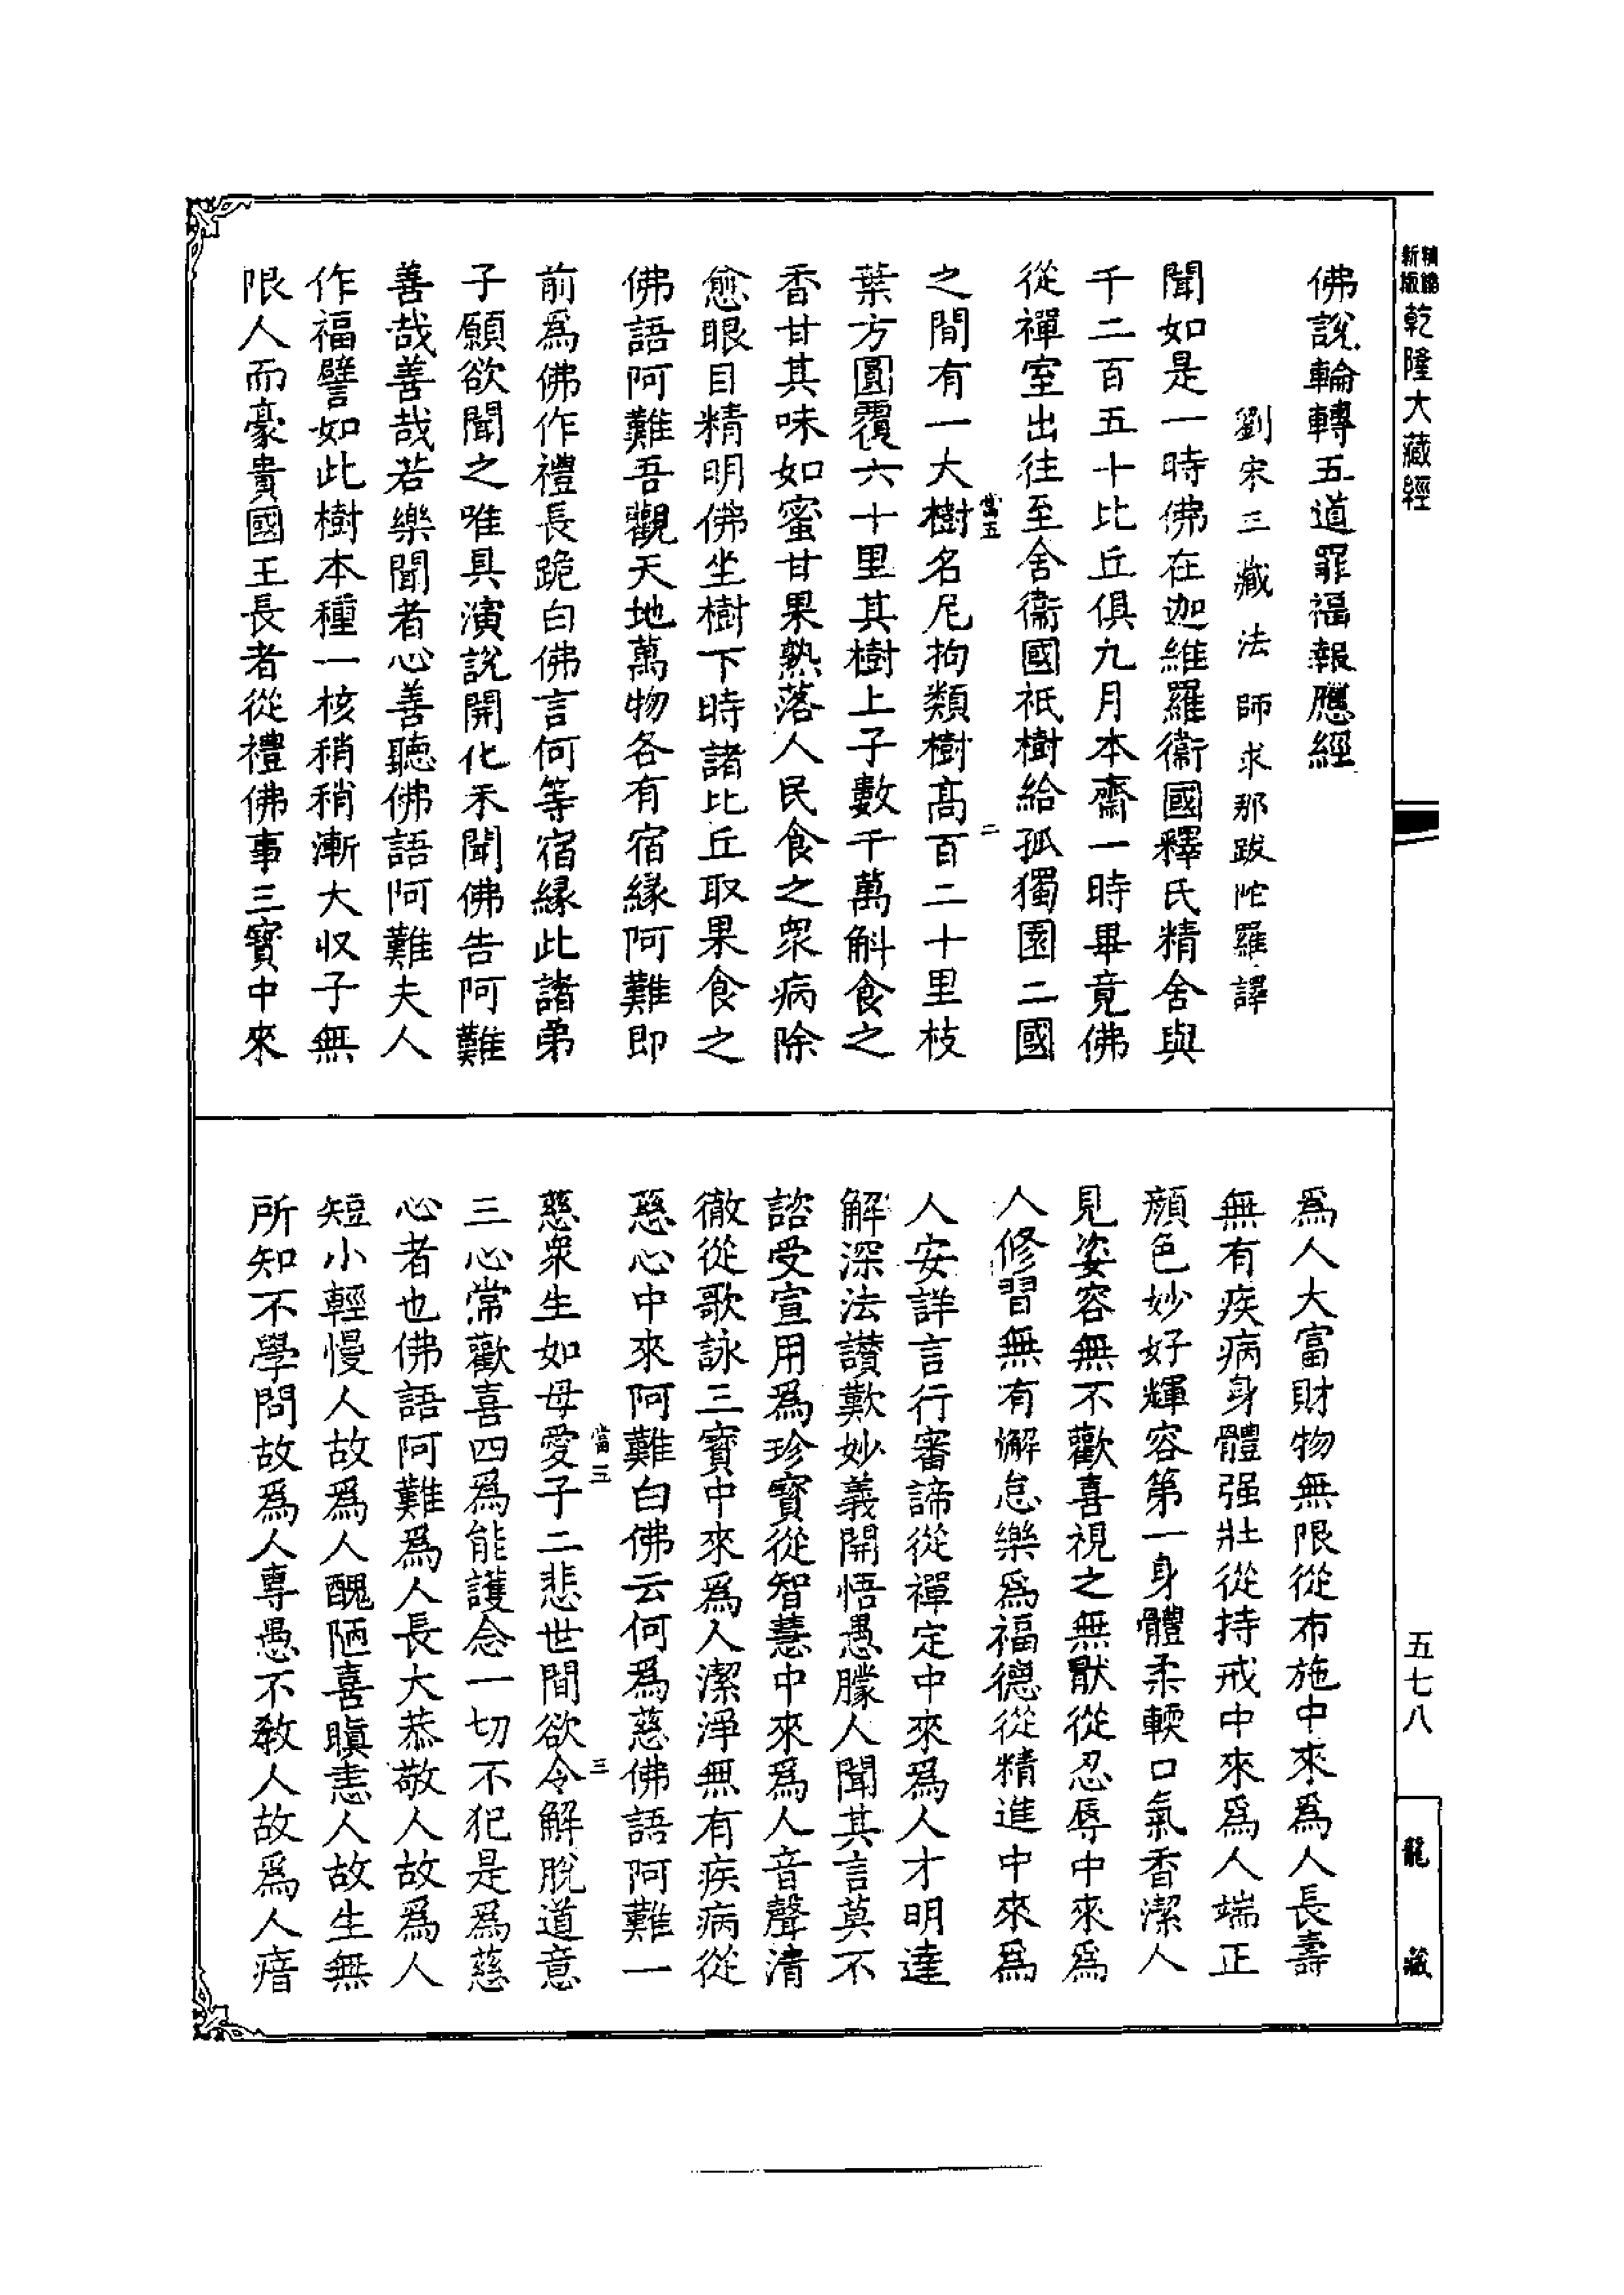 精鐫
新版
乾隆大藏經
五七八
龍藏
佛說輪轉五道罪福報應經
劉宋三藏法師求那跋陀羅譯
聞如是一時佛在迦維羅衞國釋氏精舍與
千二百五十比丘俱九月本齋一時畢竟佛
從禪室出往至舍衞國祇樹給孤獨園二國
之間有一大樹名尼拘類樹高百二十里枝
當五
二
葉方圓覆六十里其樹上子數千萬斛食之
香甘其味如蜜甘果熟落人民食之衆病除
愈眼目精明佛坐樹下時諸比丘取果食之
佛語阿難吾觀天地萬物各有宿緣阿難即
前爲佛作禮長跪白佛言何等宿緣此諸弟
子願欲聞之唯具演說開化未聞佛告阿難
善哉善哉若樂聞者心善聽佛語阿難夫人
作福譬如此樹本種一核稍稍漸大収子無
限人而豪貴國王長者從禮佛事三寶中來
爲人大富財物無限從布施中來爲人長壽
無有疾病身體强壯從持戒中來爲人端正
顏色妙好輝容第一身體柔輭口氣香潔人
見姿容無不歡喜視之無猒從忍辱中來爲
人修習無有懈怠樂爲福德從精進中來爲
人安詳言行審諦從禪定中來爲人才明達
解深法讃歎妙義開悟愚朦人聞其言莫不
諮受宣用爲珍寳從智慧中來爲人音聲清
徹從歌詠三寳中來爲人潔淨無有疾病從
慈心中來阿難白佛云何爲慈佛語阿難一
慈衆生如母愛子二悲世間欲令解脫道意
當三
三
三心常歡喜四爲能護念一切不犯是爲慈
心者也佛語阿難爲人長大恭敬人故爲人
短小輕慢人故爲人醜陋喜瞋恚人故生無
所知不學問故爲人專愚不教人故爲人瘖